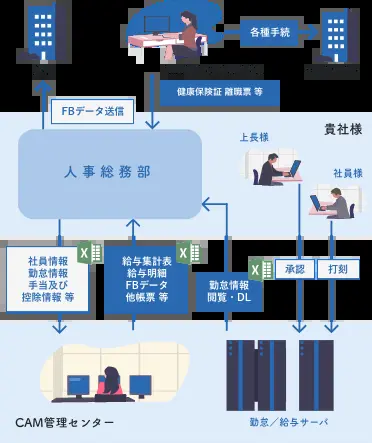 各種手続
FBデータ送信
健康保険証 離職票 等
貴社様
人事総務部
上長様
社員様
社員情報
勤怠情報
手当及び
控除情報 等
給与集計表
給与明細
FBデータ
他帳票 等
勤怠情報
閲覧・DL
承認
打刻
CAM管理センター
勤怠／給与サーバ